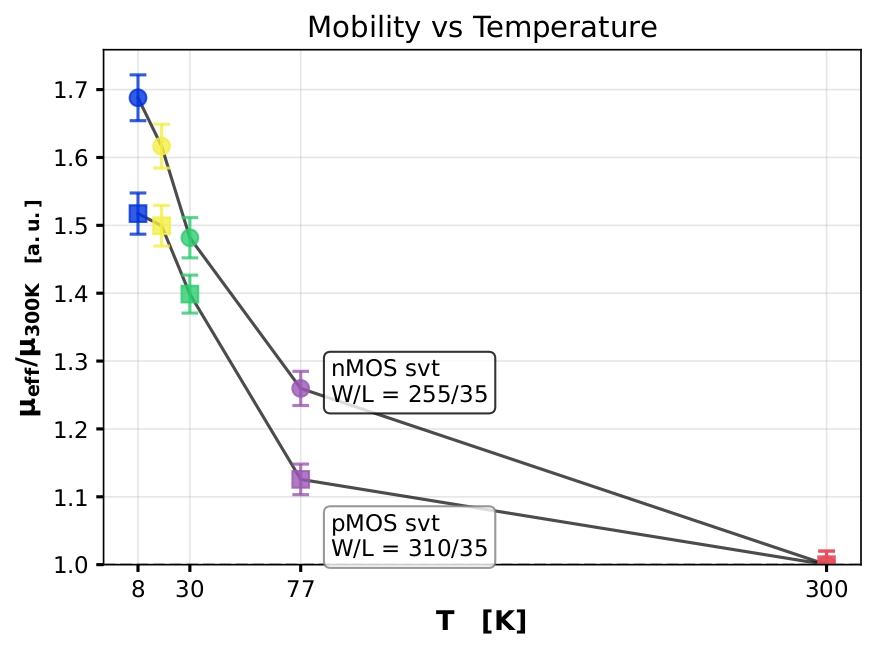 Mobility vs Temperature
μeff/μ300K [a.u.]
1.7
1.6
1.5
1.4
1.3
1.2
1.1
1.0
nMOS svt
W/L = 255/35
pMOS svt
W/L = 310/35
8 30 77 300
T [K]